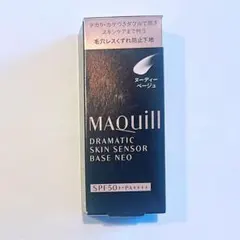 テカリ・カサつきダブルで防ぎ
スキンケアまで叶う
毛穴レスくずれ防止下地
ヌーディー
ベージュ
MAQuill
DRAMATIC
SKIN SENSOR
BASE NEO
SPF50+・PA++++